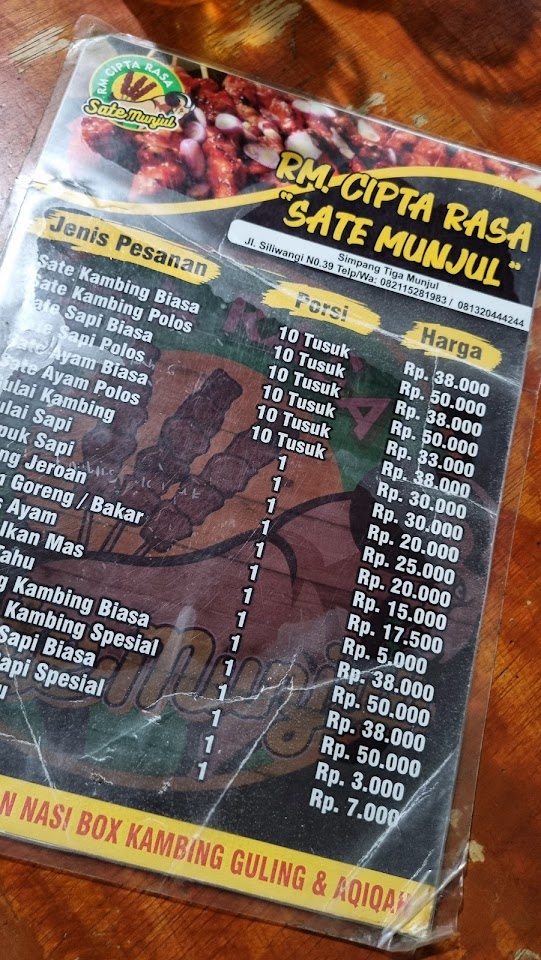 RM CIPTA RASA
Sate Munjul
RM. CIPTA RASA
"SATE MUNJUL"
Simpang Tiga Munjul
Jl. Siliwangi N0.39 Telp/Wa: 082115281983 / 081320444244
Jenis Pesanan Porsi Harga
Sate Kambing Biasa 10 Tusuk Rp. 38.000
Sate Kambing Polos 10 Tusuk Rp. 50.000
ate Sapi Biasa 10 Tusuk Rp. 38.000
Sapi Polos 10 Tusuk Rp. 50.000
Ayam Biasa 10 Tusuk Rp. 33.000
ate Ayam Polos 10 Tusuk Rp. 38.000
ulai Kambing 1 Rp. 30.000
ulai Sapi 1 Rp. 30.000
puk Sapi 1 Rp. 20.000
ng Jeroan 1 Rp. 25.000
Goreng / Bakar 1 Rp. 20.000
Ayam 1 Rp. 15.000
Ikan Mas 1 Rp. 17.500
ahu 1 Rp. 5.000
g Kambing Biasa 1 Rp. 38.000
Kambing Spesial 1 Rp. 50.000
Sapi Biasa 1 Rp. 38.000
api Spesial 1 Rp. 50.000
1 Rp. 3.000
1 Rp. 7.000
N NASI BOX KAMBING GULING & AQIQAH